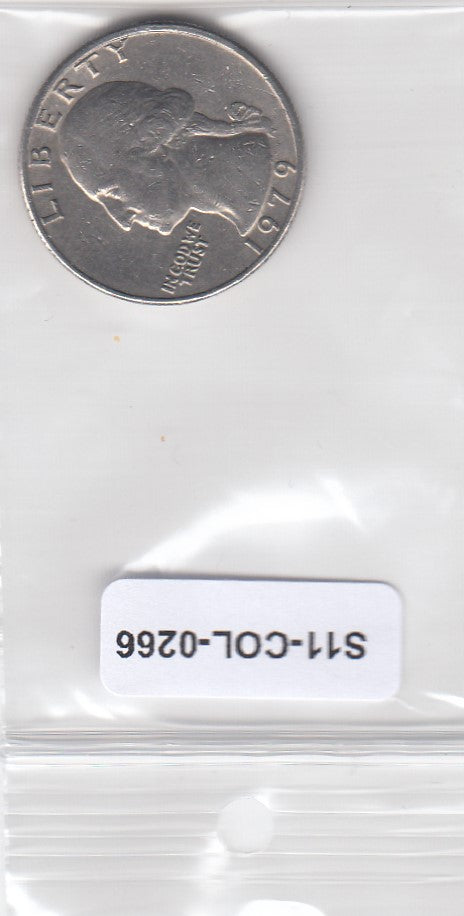 LIBERTY
IN GOD WE
TRUST
1979
S11-COL-0266